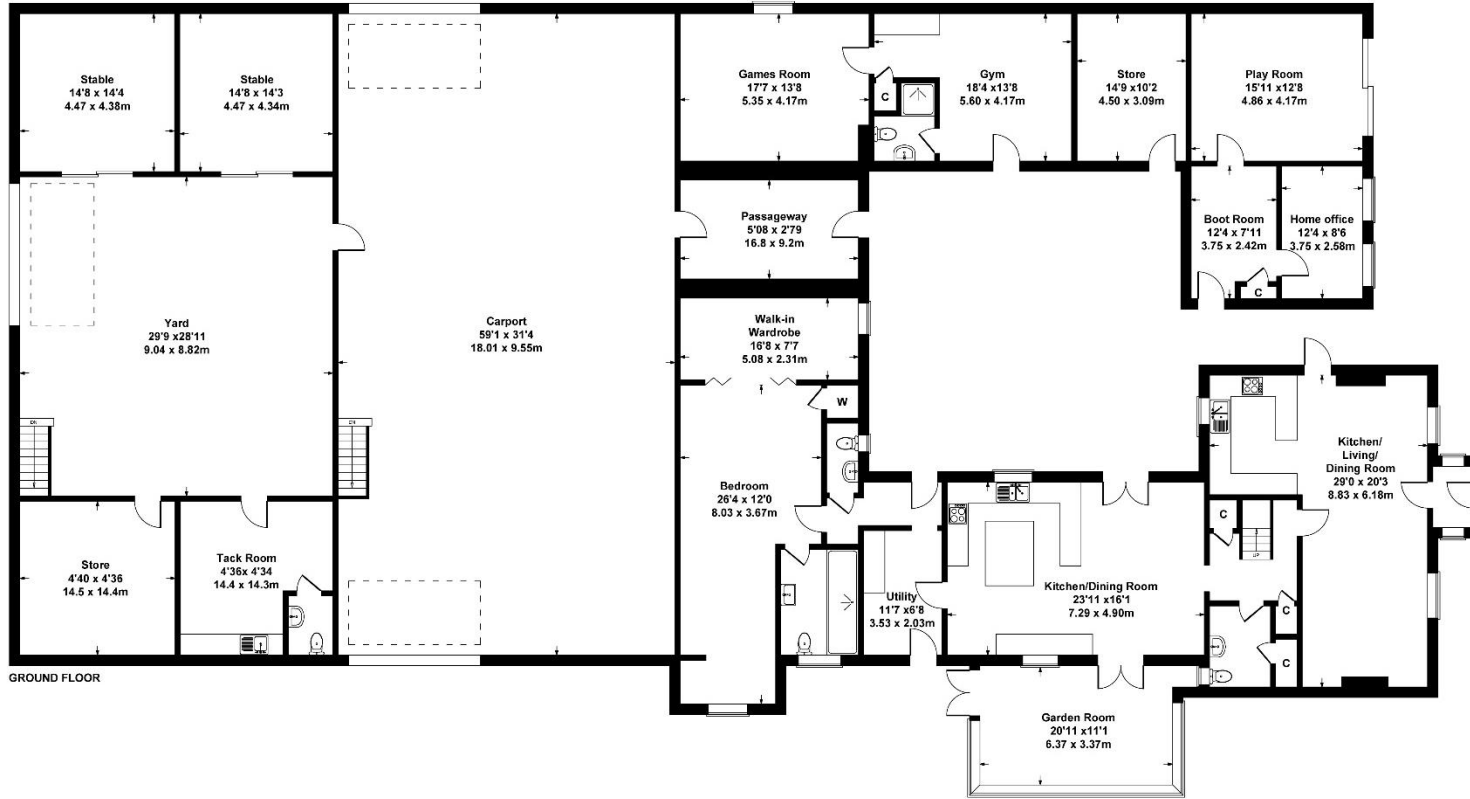 Stable
14'8 x 14'4
4.47 x 4.38m
Stable
14'8 x 14'3
4.47 x 4.34m
Games Room
17'7 x 13'8
5.35 x 4.17m
Gym
18'4 x13'8
5.60 x 4.17m
C
Store
14'9 x10'2
4.50 x 3.09m
Play Room
15'11 x12'8
4.86 x 4.17m
Passageway
5'08 x 2'79
16.8 x 9.2m
Boot Room
12'4 x 7'11
3.75 x 2.42m
C
Home office
12'4 x 8'6
3.75 x 2.58m
Yard
29'9 x28'11
9.04 x 8.82m
DN
Carport
59'1 x 31'4
18.01 x 9.55m
DN
Walk-in
Wardrobe
16'8 x 7'7
5.08 x 2.31m
W
Bedroom
26'4 x 12'0
8.03 x 3.67m
Kitchen/
Living/
Dining Room
29'0 x 20'3
8.83 x 6.18m
C
UP
Store
4'40 x 4'36
14.5 x 14.4m
Tack Room
4'36x 4'34
14.4 x 14.3m
Utility
11'7 x6'8
3.53 x 2.03m
Kitchen/Dining Room
23'11 x16'1
7.29 x 4.90m
C
C
GROUND FLOOR
Garden Room
20'11 x11'1
6.37 x 3.37m